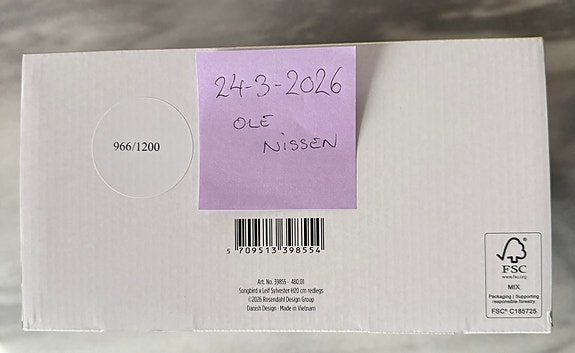 24-3-2026
OLE
NISSEN
966/1200
5 709513 398554
Art. No. 39855 - 480.01
Songbird x Leif Sylvester H20 cm redlegs
©2026 Rosendahl Design Group
Danish Design · Made in Vietnam
FSC
www.fsc.org
MIX
Packaging | Supporting
responsible forestry
FSC® C185725